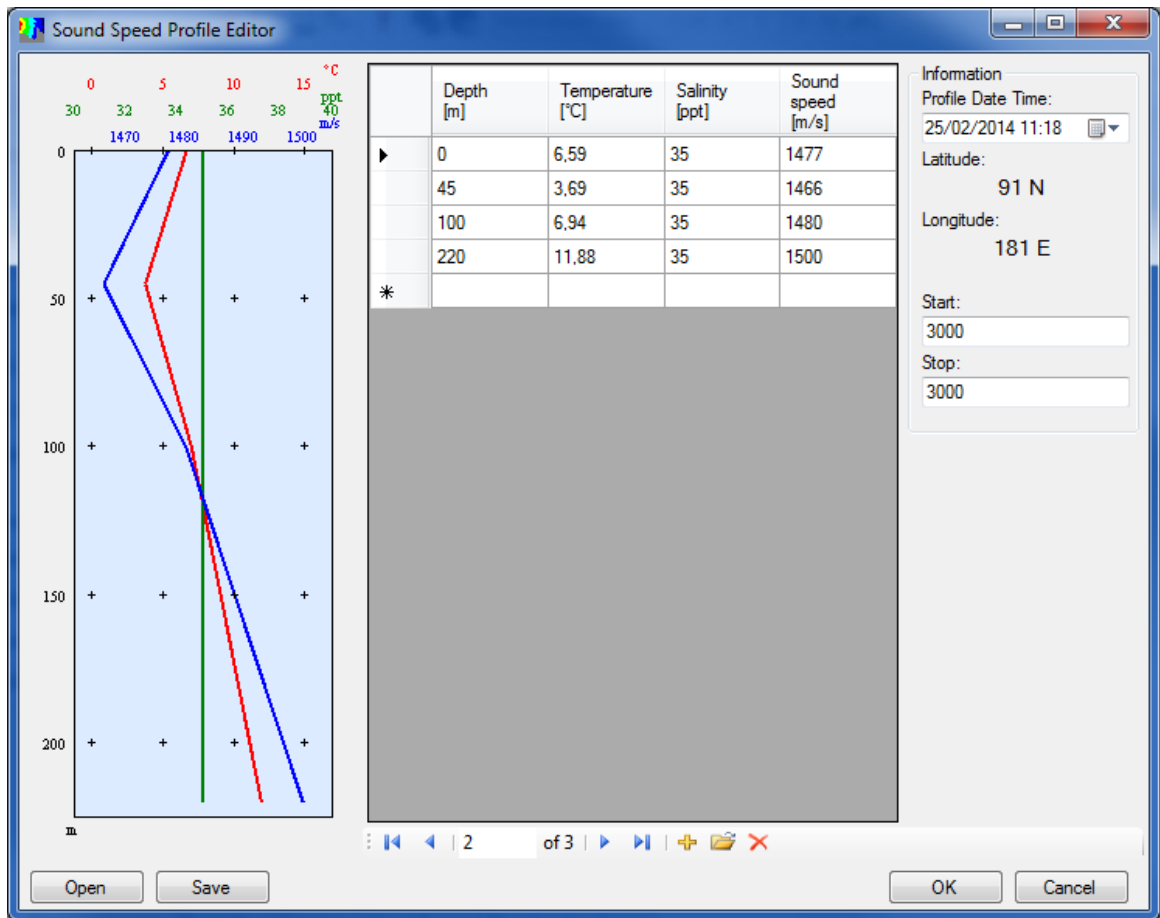 Sound Speed Profile Editor
°C
0 5 10 15
ppt
30 32 34 36 38 40
m/s
1470 1480 1490 1500
0
50
100
150
200
m
Depth [m] Temperature [°C] Salinity [ppt] Sound speed [m/s]
0 6,59 35 1477
45 3,69 35 1466
100 6,94 35 1480
220 11,88 35 1500
*
2 of 3
Information
Profile Date Time:
25/02/2014 11:18
Latitude:
91 N
Longitude:
181 E
Start:
3000
Stop:
3000
Open Save OK Cancel